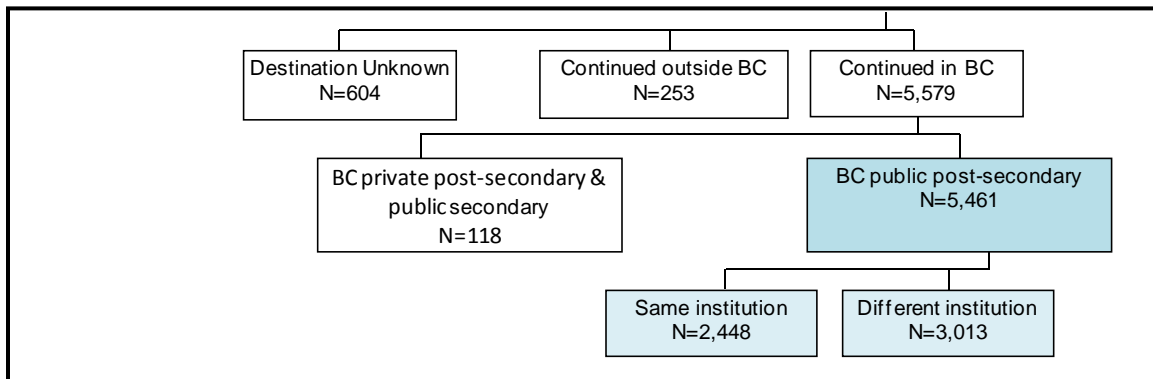 Destination Unknown
N=604
Continued outside BC
N=253
Continued in BC
N=5,579
BC private post-secondary &
public secondary
N=118
BC public post-secondary
N=5,461
Same institution
N=2,448
Different institution
N=3,013